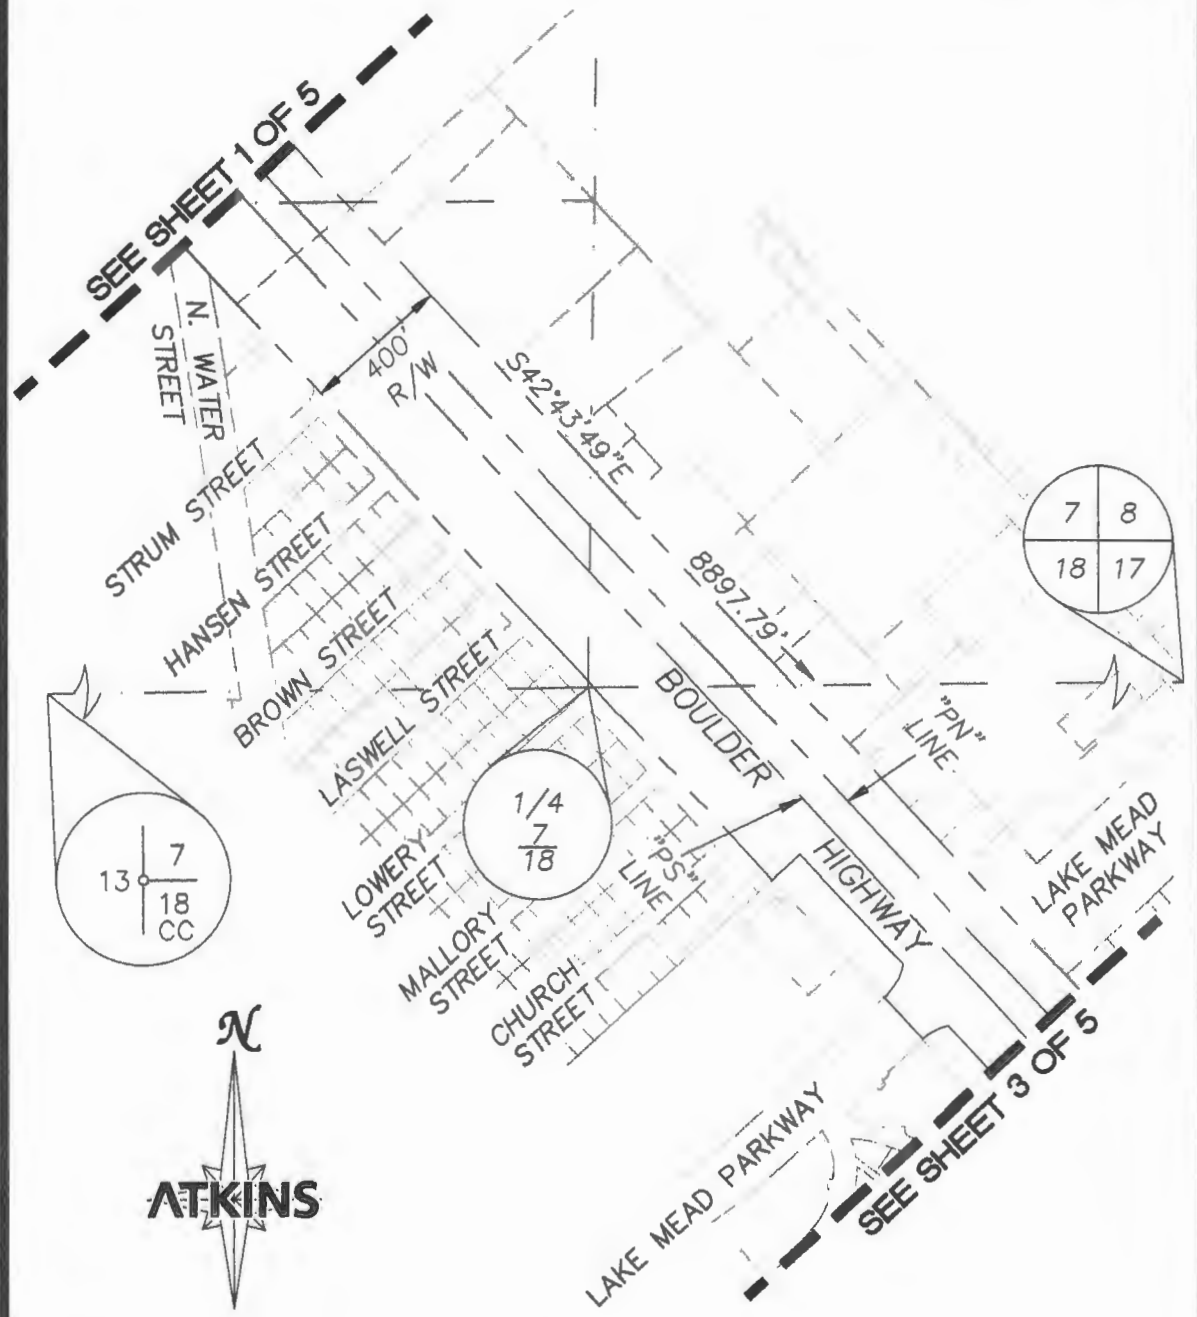 SEE SHEET 1 OF 5
N. WATER
STREET
400'
R/W
S42°43'49"E
8897.79'
STRUM STREET
HANSEN STREET
BROWN STREET
LASWELL STREET
LOWERY
STREET
MALLORY
STREET
CHURCH
STREET
7 8
18 17
BOULDER
HIGHWAY
"PN"
LINE
"PS"
LINE
1/4
7
18
13 7
18
CC
LAKE MEAD
PARKWAY
SEE SHEET 3 OF 5
LAKE MEAD PARKWAY
N
ATKINS